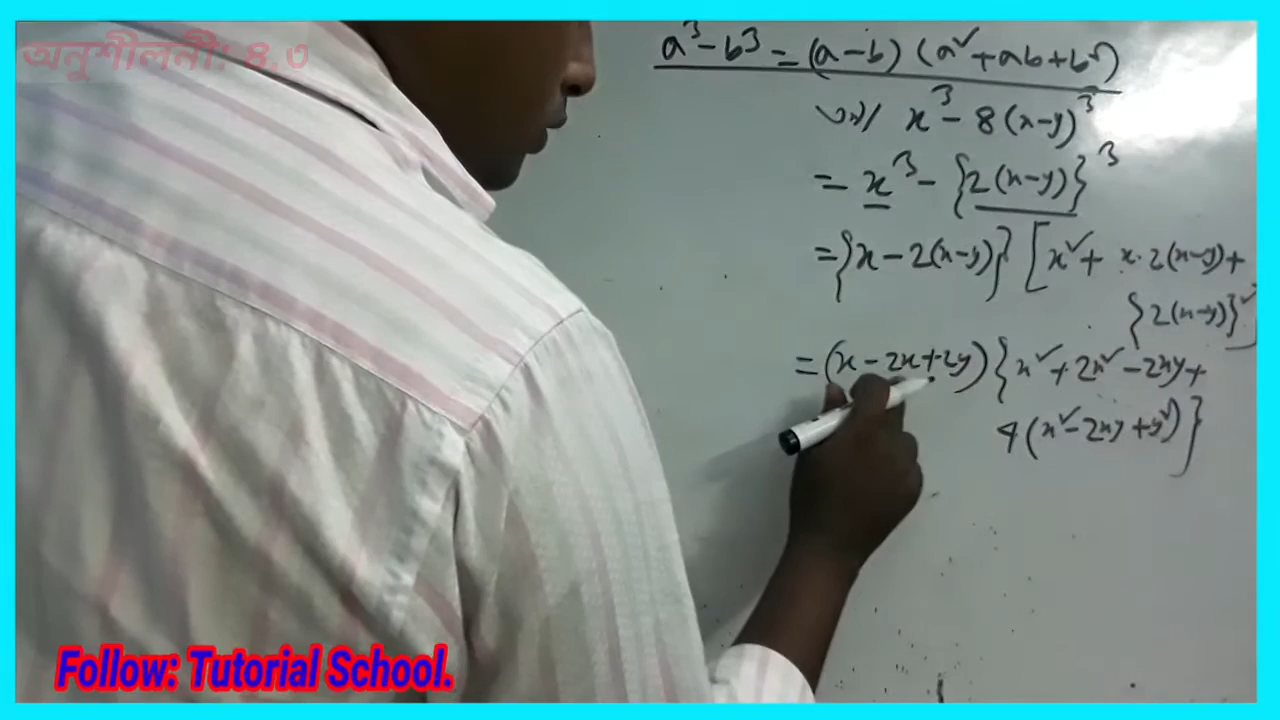 অনুশীলনী: ৪.৩
a³ - b³ = (a - b) (a² + ab + b²)
x³ - 8(x-y)³
= x³ - {2(x-y)}³
= {x - 2(x-y)} [x² + x. 2(x-y) +
{2(x-y)}²]
= (x - 2x + 2y) {x² + 2x² - 2xy +
4(x² - 2xy + y²)}
Follow: Tutorial School.